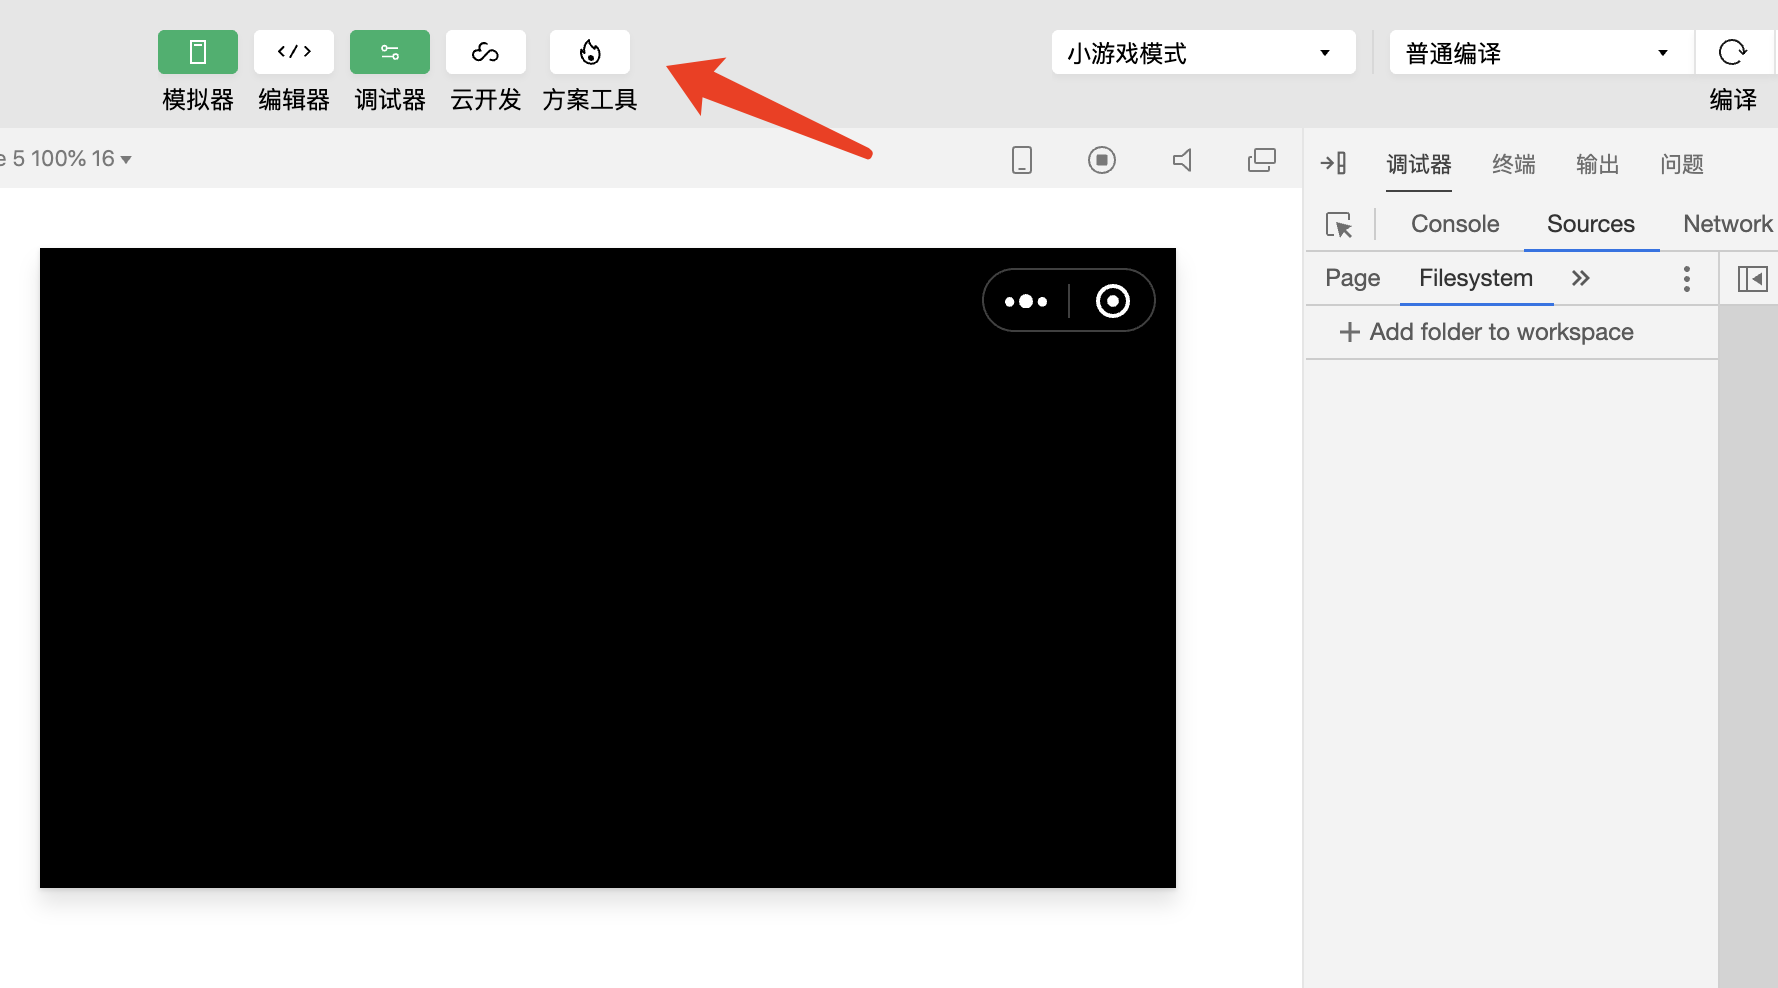 小游戏模式
普通编译
模拟器 编辑器 调试器 云开发 方案工具
编译
e 5 100% 16
调试器 终端 输出 问题
Console Sources Network
Page Filesystem
Add folder to workspace